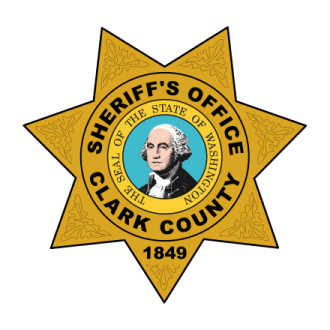 SHERIFF'S OFFICE
THE SEAL OF THE STATE OF WASHINGTON
CLARK COUNTY
1849